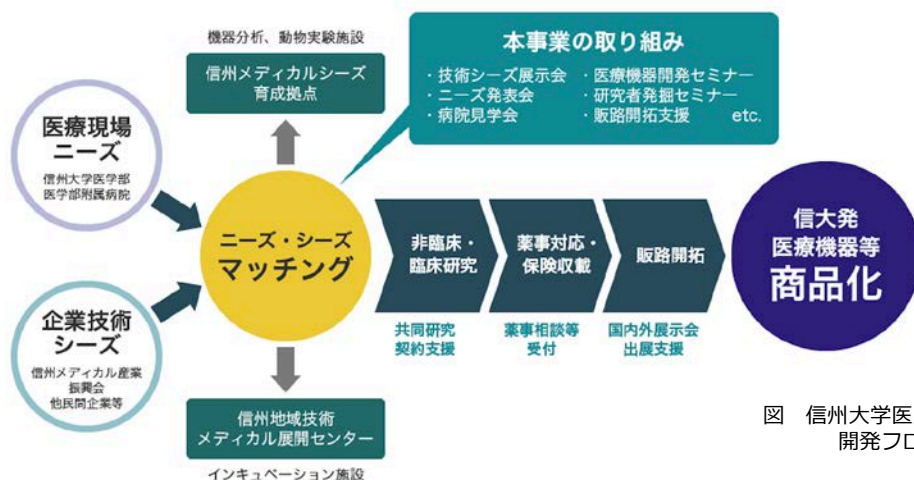 機器分析、動物実験施設
信州メディカルシーズ
育成拠点
本事業の取り組み
・技術シーズ展示会
・ニーズ発表会
・病院見学会
・医療機器開発セミナー
・研究者発掘セミナー
・販路開拓支援 etc.
医療現場
ニーズ
信州大学医学部
医学部附属病院
企業技術
シーズ
信州メディカル産業
振興会
他民間企業等
ニーズ・シーズ
マッチング
非臨床・
臨床研究
薬事対応・
保険収載
販路開拓
共同研究
契約支援
薬事相談等
受付
国内外展示会
出展支援
信大発
医療機器等
商品化
信州地域技術
メディカル展開センター
インキュベーション施設
図 信州大学医
開発フロ